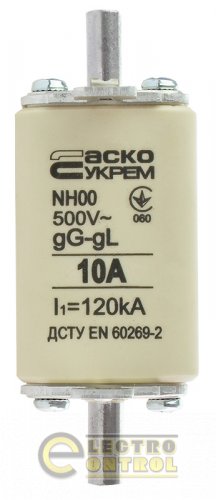 аско
УКРЕМ
NH00
500V~
gG-gL
060
10A
I₁=120kA
ДСТУ EN 60269-2
ELECTRO
CONTROL